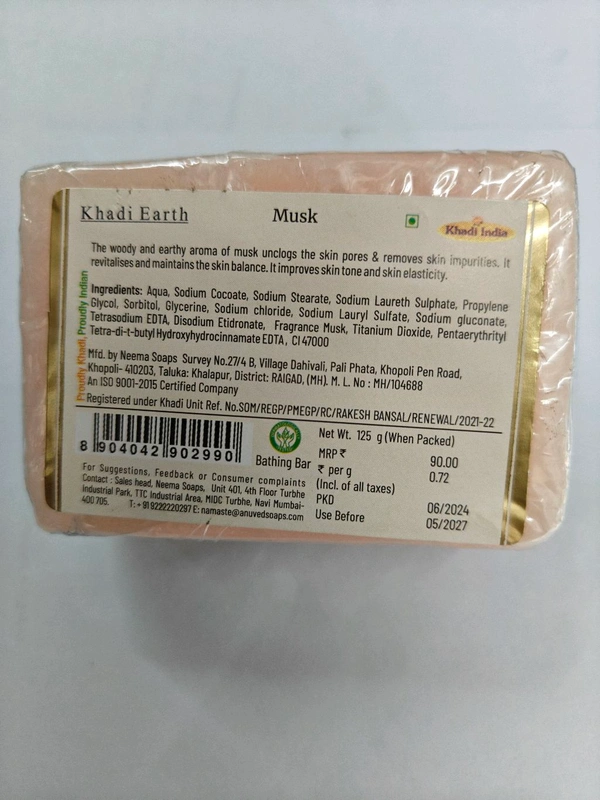 Khadi Earth
Musk
Khadi India
The woody and earthy aroma of musk unclogs the skin pores & removes skin impurities. It
revitalises and maintains the skin balance. It improves skin tone and skin elasticity.
Proudly Khadi, Proudly Indian
Ingredients: Aqua, Sodium Cocoate, Sodium Stearate, Sodium Laureth Sulphate, Propylene
Glycol, Sorbitol, Glycerine, Sodium chloride, Sodium Lauryl Sulfate, Sodium gluconate,
Tetrasodium EDTA, Disodium Etidronate, Fragrance Musk, Titanium Dioxide, Pentaerythrityl
Tetra-di-t-butyl Hydroxyhydrocinnamate EDTA, CI 47000
Mfd. by Neema Soaps Survey No.27/4 B, Village Dahivali, Pali Phata, Khopoli Pen Road,
Khopoli- 410203, Taluka: Khalapur, District: RAIGAD, (MH). M. L. No : MH/104688
An ISO 9001-2015 Certified Company
Registered under Khadi Unit Ref. No.SOM/REGP/PMEGP/RC/RAKESH BANSAL/RENEWAL/2021-22
8 904042 902990
Bathing Bar
For Suggestions, Feedback or Consumer complaints
Contact : Sales head, Neema Soaps, Unit 401, 4th Floor Turbhe
Industrial Park, TTC Industrial Area, MIDC Turbhe, Navi Mumbai-
400 705. T: + 91 9222220297 E: namaste@anuvedsoaps.com
Net Wt. 125 g (When Packed)
MRP ₹ 90.00
₹ per g 0.72
(Incl. of all taxes)
PKD 06/2024
Use Before 05/2027